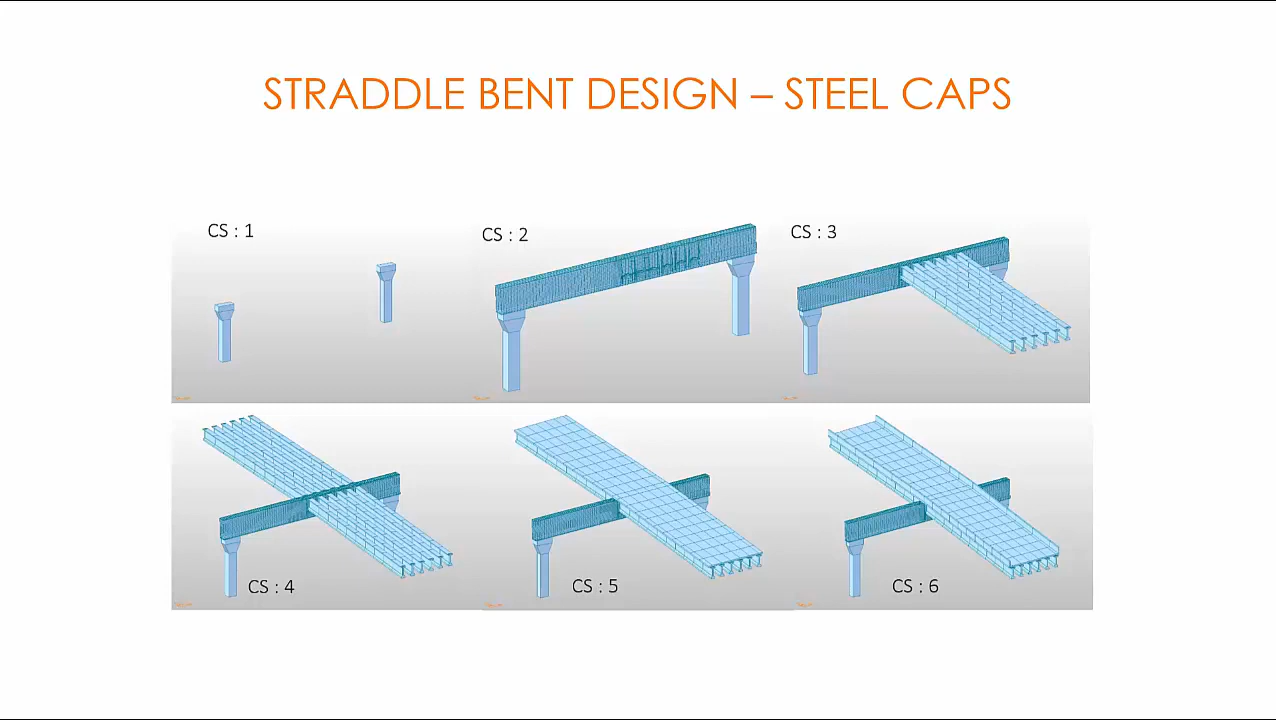 STRADDLE BENT DESIGN – STEEL CAPS
CS : 1
CS : 2
CS : 3
CS : 4
CS : 5
CS : 6